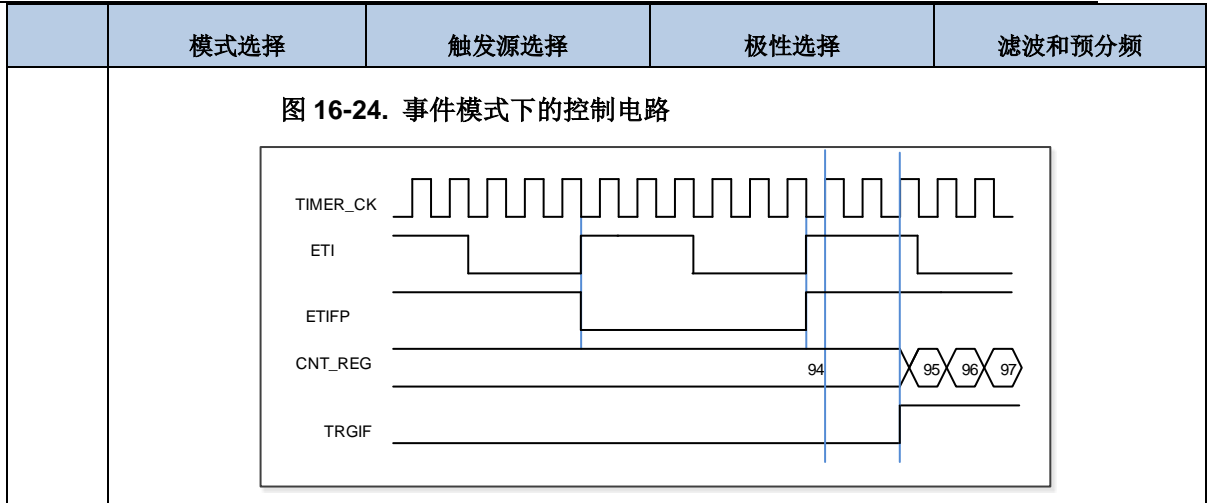 模式选择 触发源选择 极性选择 滤波和预分频
图 16-24. 事件模式下的控制电路
TIMER_CK
ETI
ETIFP
CNT_REG 94 95 96 97
TRGIF